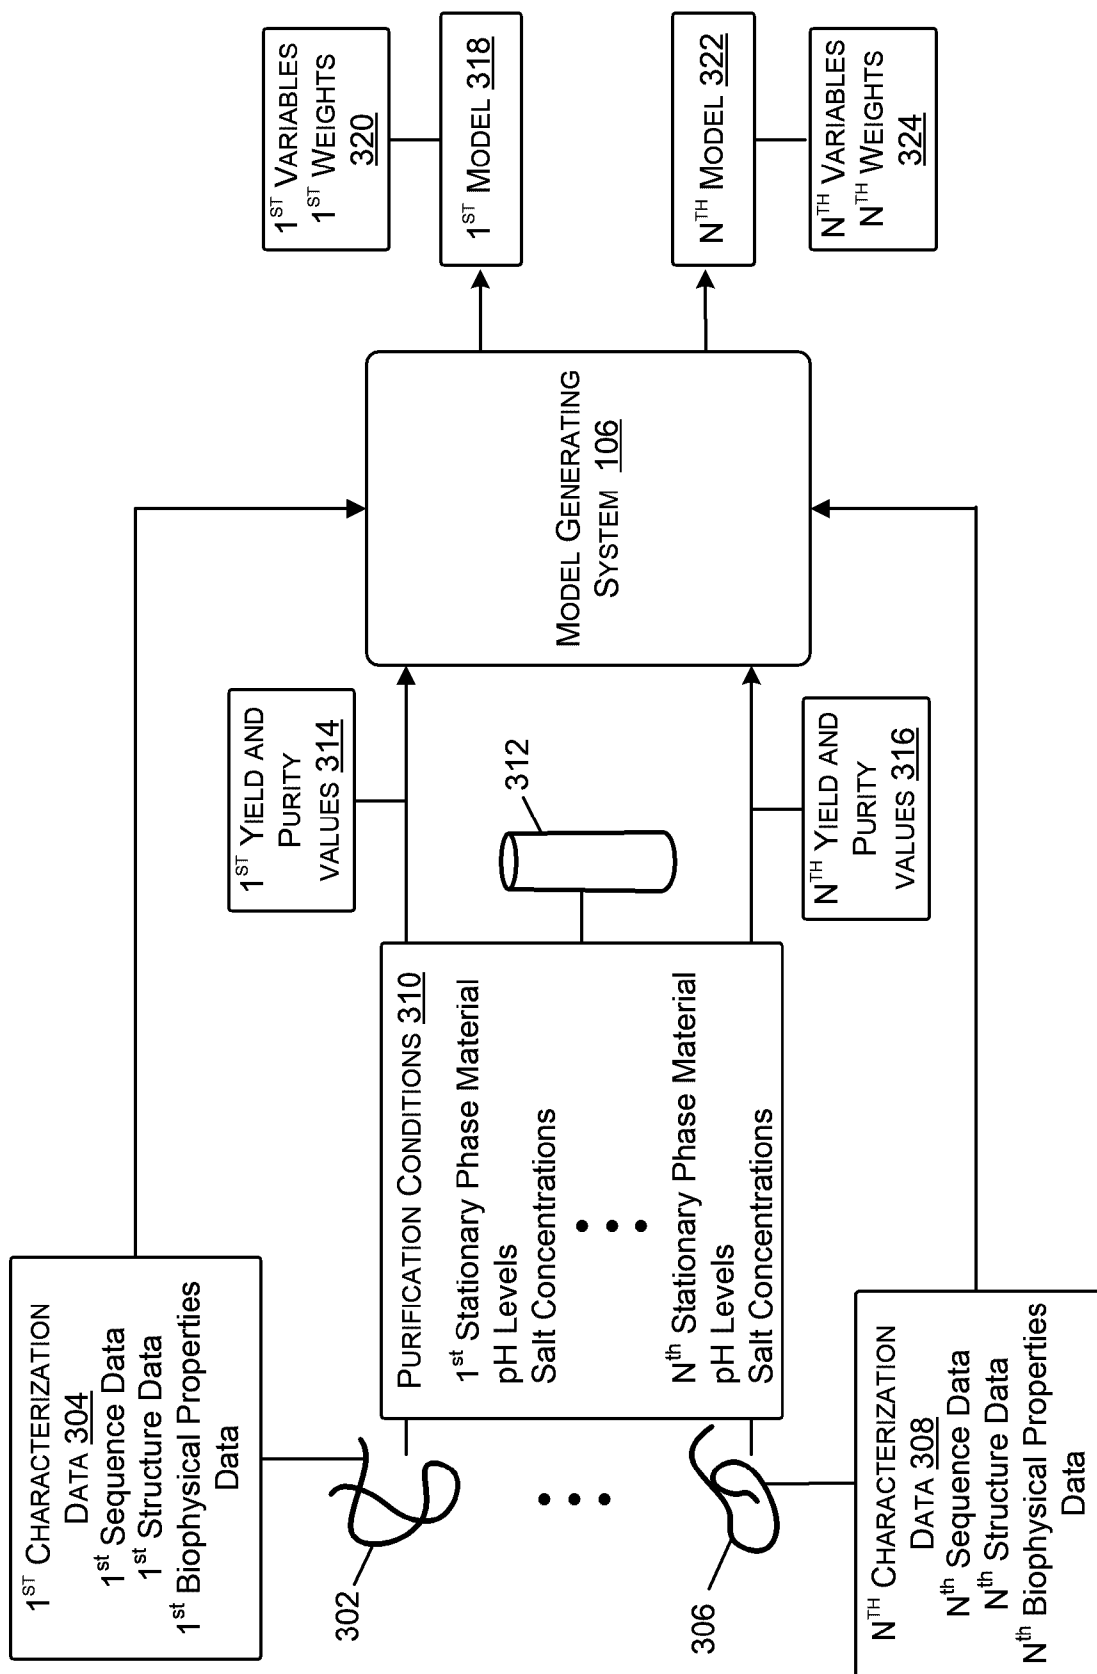 1ST CHARACTERIZATION
DATA 304
1st Sequence Data
1st Structure Data
1st Biophysical Properties
Data
302
PURIFICATION CONDITIONS 310
1st Stationary Phase Material
pH Levels
Salt Concentrations
Nth Stationary Phase Material
pH Levels
Salt Concentrations
306
NTH CHARACTERIZATION
DATA 308
Nth Sequence Data
Nth Structure Data
Nth Biophysical Properties
Data
1ST YIELD AND
PURITY
VALUES 314
312
NTH YIELD AND
PURITY
VALUES 316
MODEL GENERATING
SYSTEM 106
1ST VARIABLES
1ST WEIGHTS
320
1ST MODEL 318
NTH MODEL 322
NTH VARIABLES
NTH WEIGHTS
324